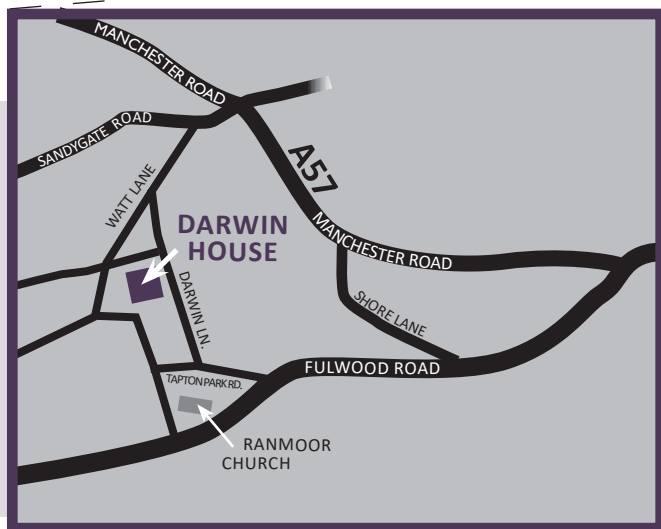 MANCHESTER ROAD
SANDYGATE ROAD
A57
WATT LANE
DARWIN
HOUSE
MANCHESTER ROAD
DARWIN LN.
SHORE LANE
FULWOOD ROAD
TAPTON PARK RD.
RANMOOR
CHURCH